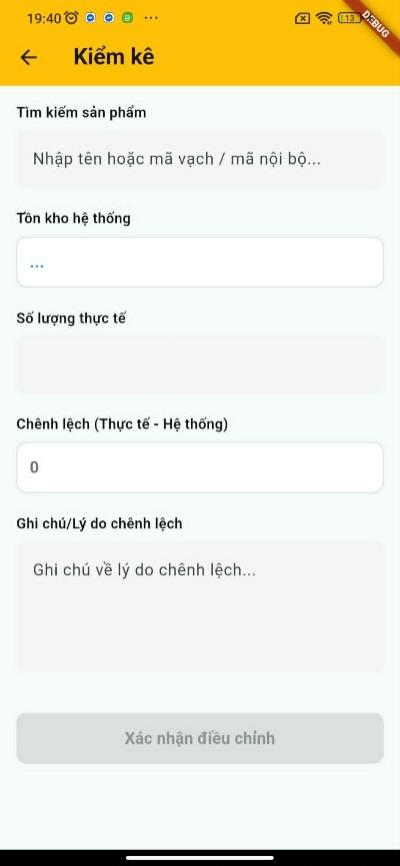 19:40
13
DEBUG
Kiểm kê
Tìm kiếm sản phẩm
Nhập tên hoặc mã vạch / mã nội bộ...
Tồn kho hệ thống
...
Số lượng thực tế
Chênh lệch (Thực tế - Hệ thống)
0
Ghi chú/Lý do chênh lệch
Ghi chú về lý do chênh lệch...
Xác nhận điều chỉnh